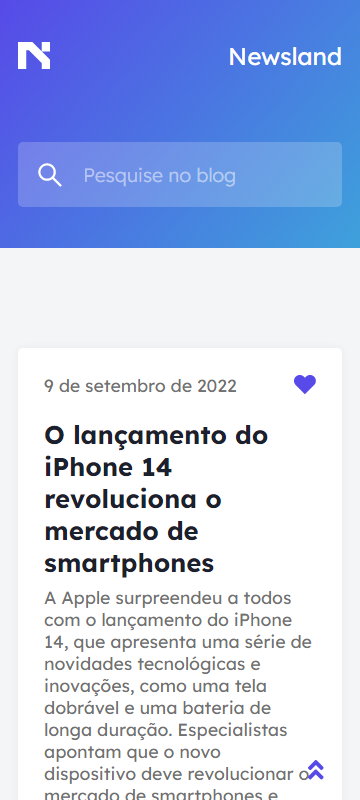 Newsland
Pesquise no blog
9 de setembro de 2022
O lançamento do
iPhone 14
revoluciona o
mercado de
smartphones
A Apple surpreendeu a todos
com o lançamento do iPhone
14, que apresenta uma série de
novidades tecnológicas e
inovações, como uma tela
dobrável e uma bateria de
longa duração. Especialistas
apontam que o novo
dispositivo deve revolucionar o
mercado de smartphones e